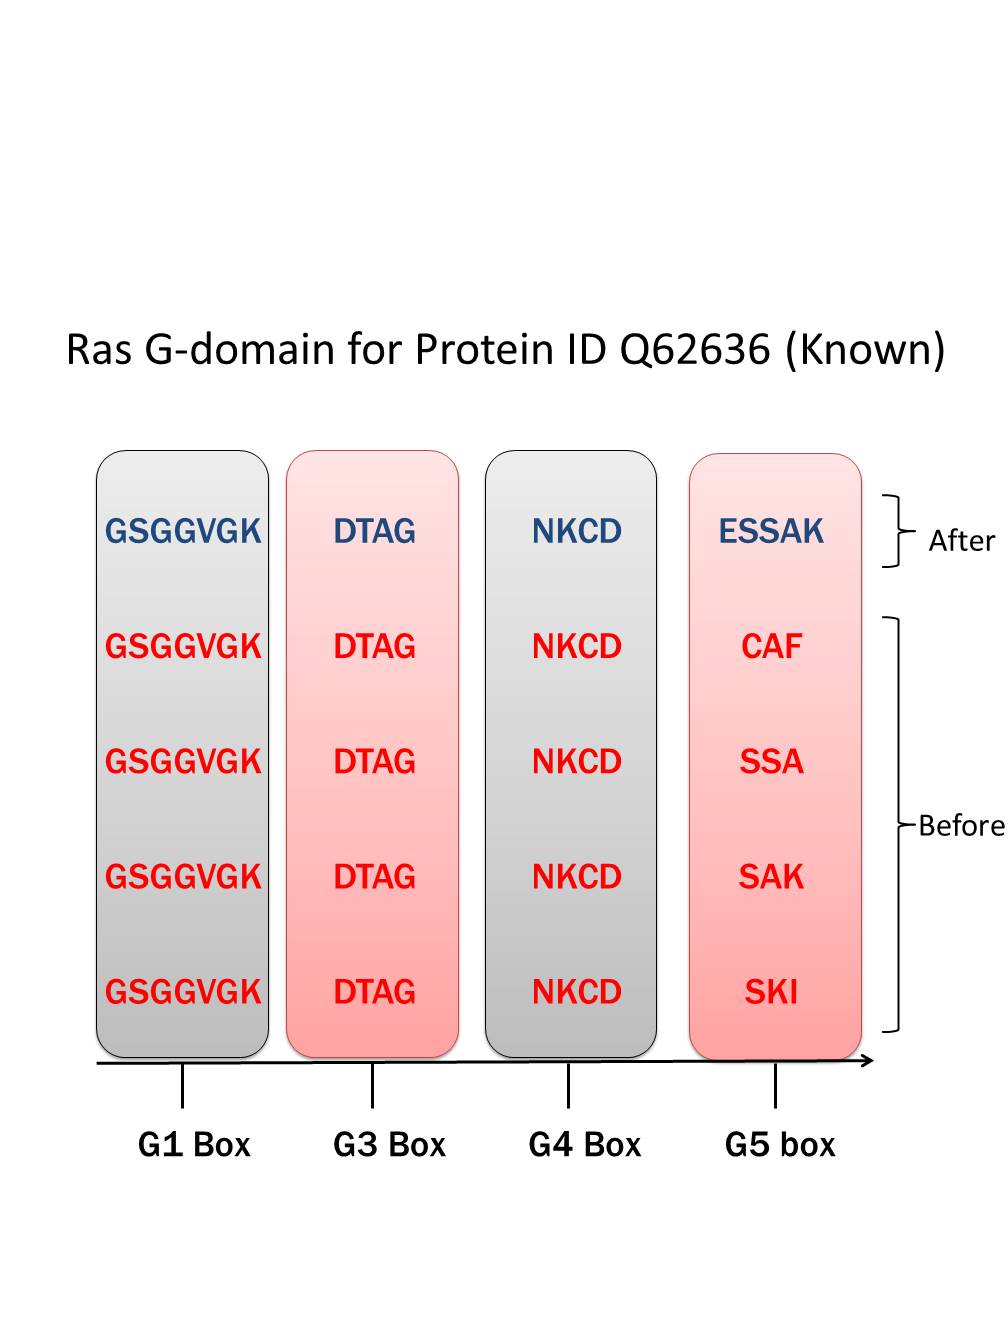 Ras G-domain for Protein ID Q62636 (Known)
GSGGVGK DTAG NKCD ESSAK After
GSGGVGK DTAG NKCD CAF
GSGGVGK DTAG NKCD SSA
Before
GSGGVGK DTAG NKCD SAK
GSGGVGK DTAG NKCD SKI
G1 Box G3 Box G4 Box G5 box